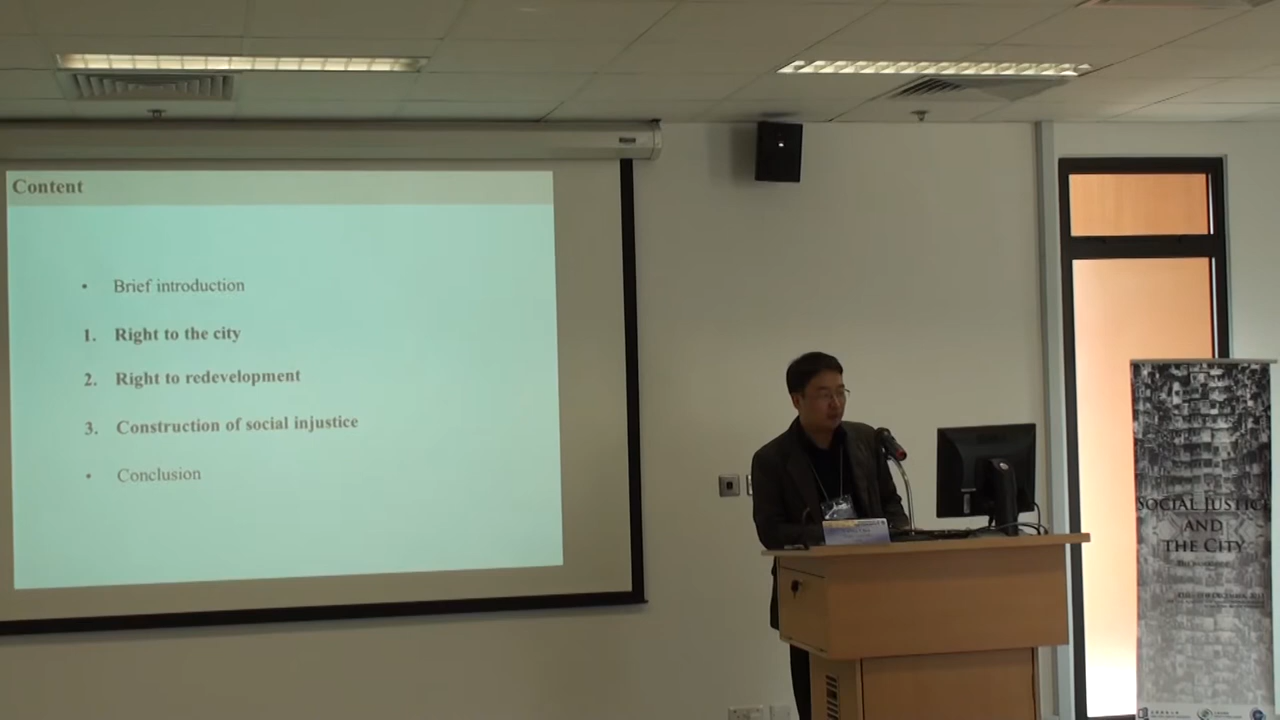 Content
• Brief introduction
1. Right to the city
2. Right to redevelopment
3. Construction of social injustice
• Conclusion
SOCIAL JUSTICE
AND
THE CITY